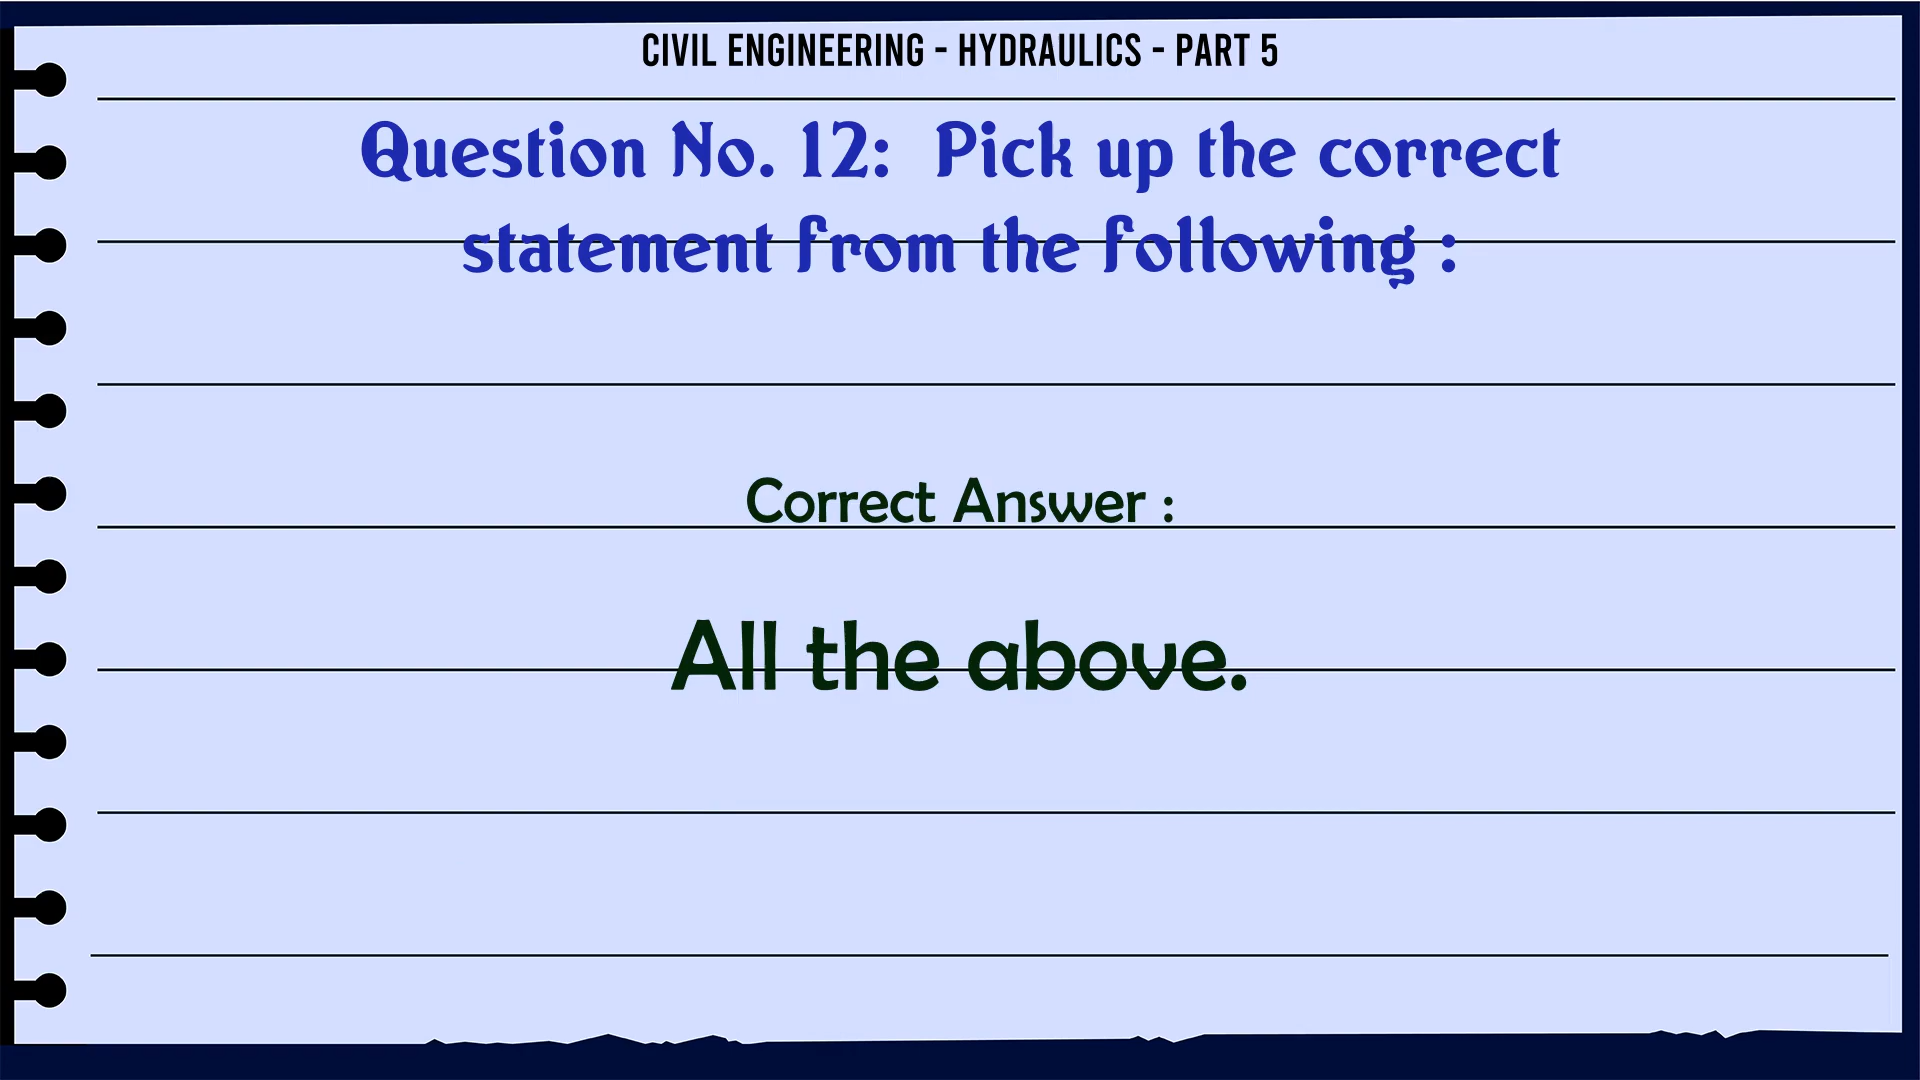 CIVIL ENGINEERING - HYDRAULICS - PART 5
Question No. 12: Pick up the correct
statement from the following :
Correct Answer :
All the above.